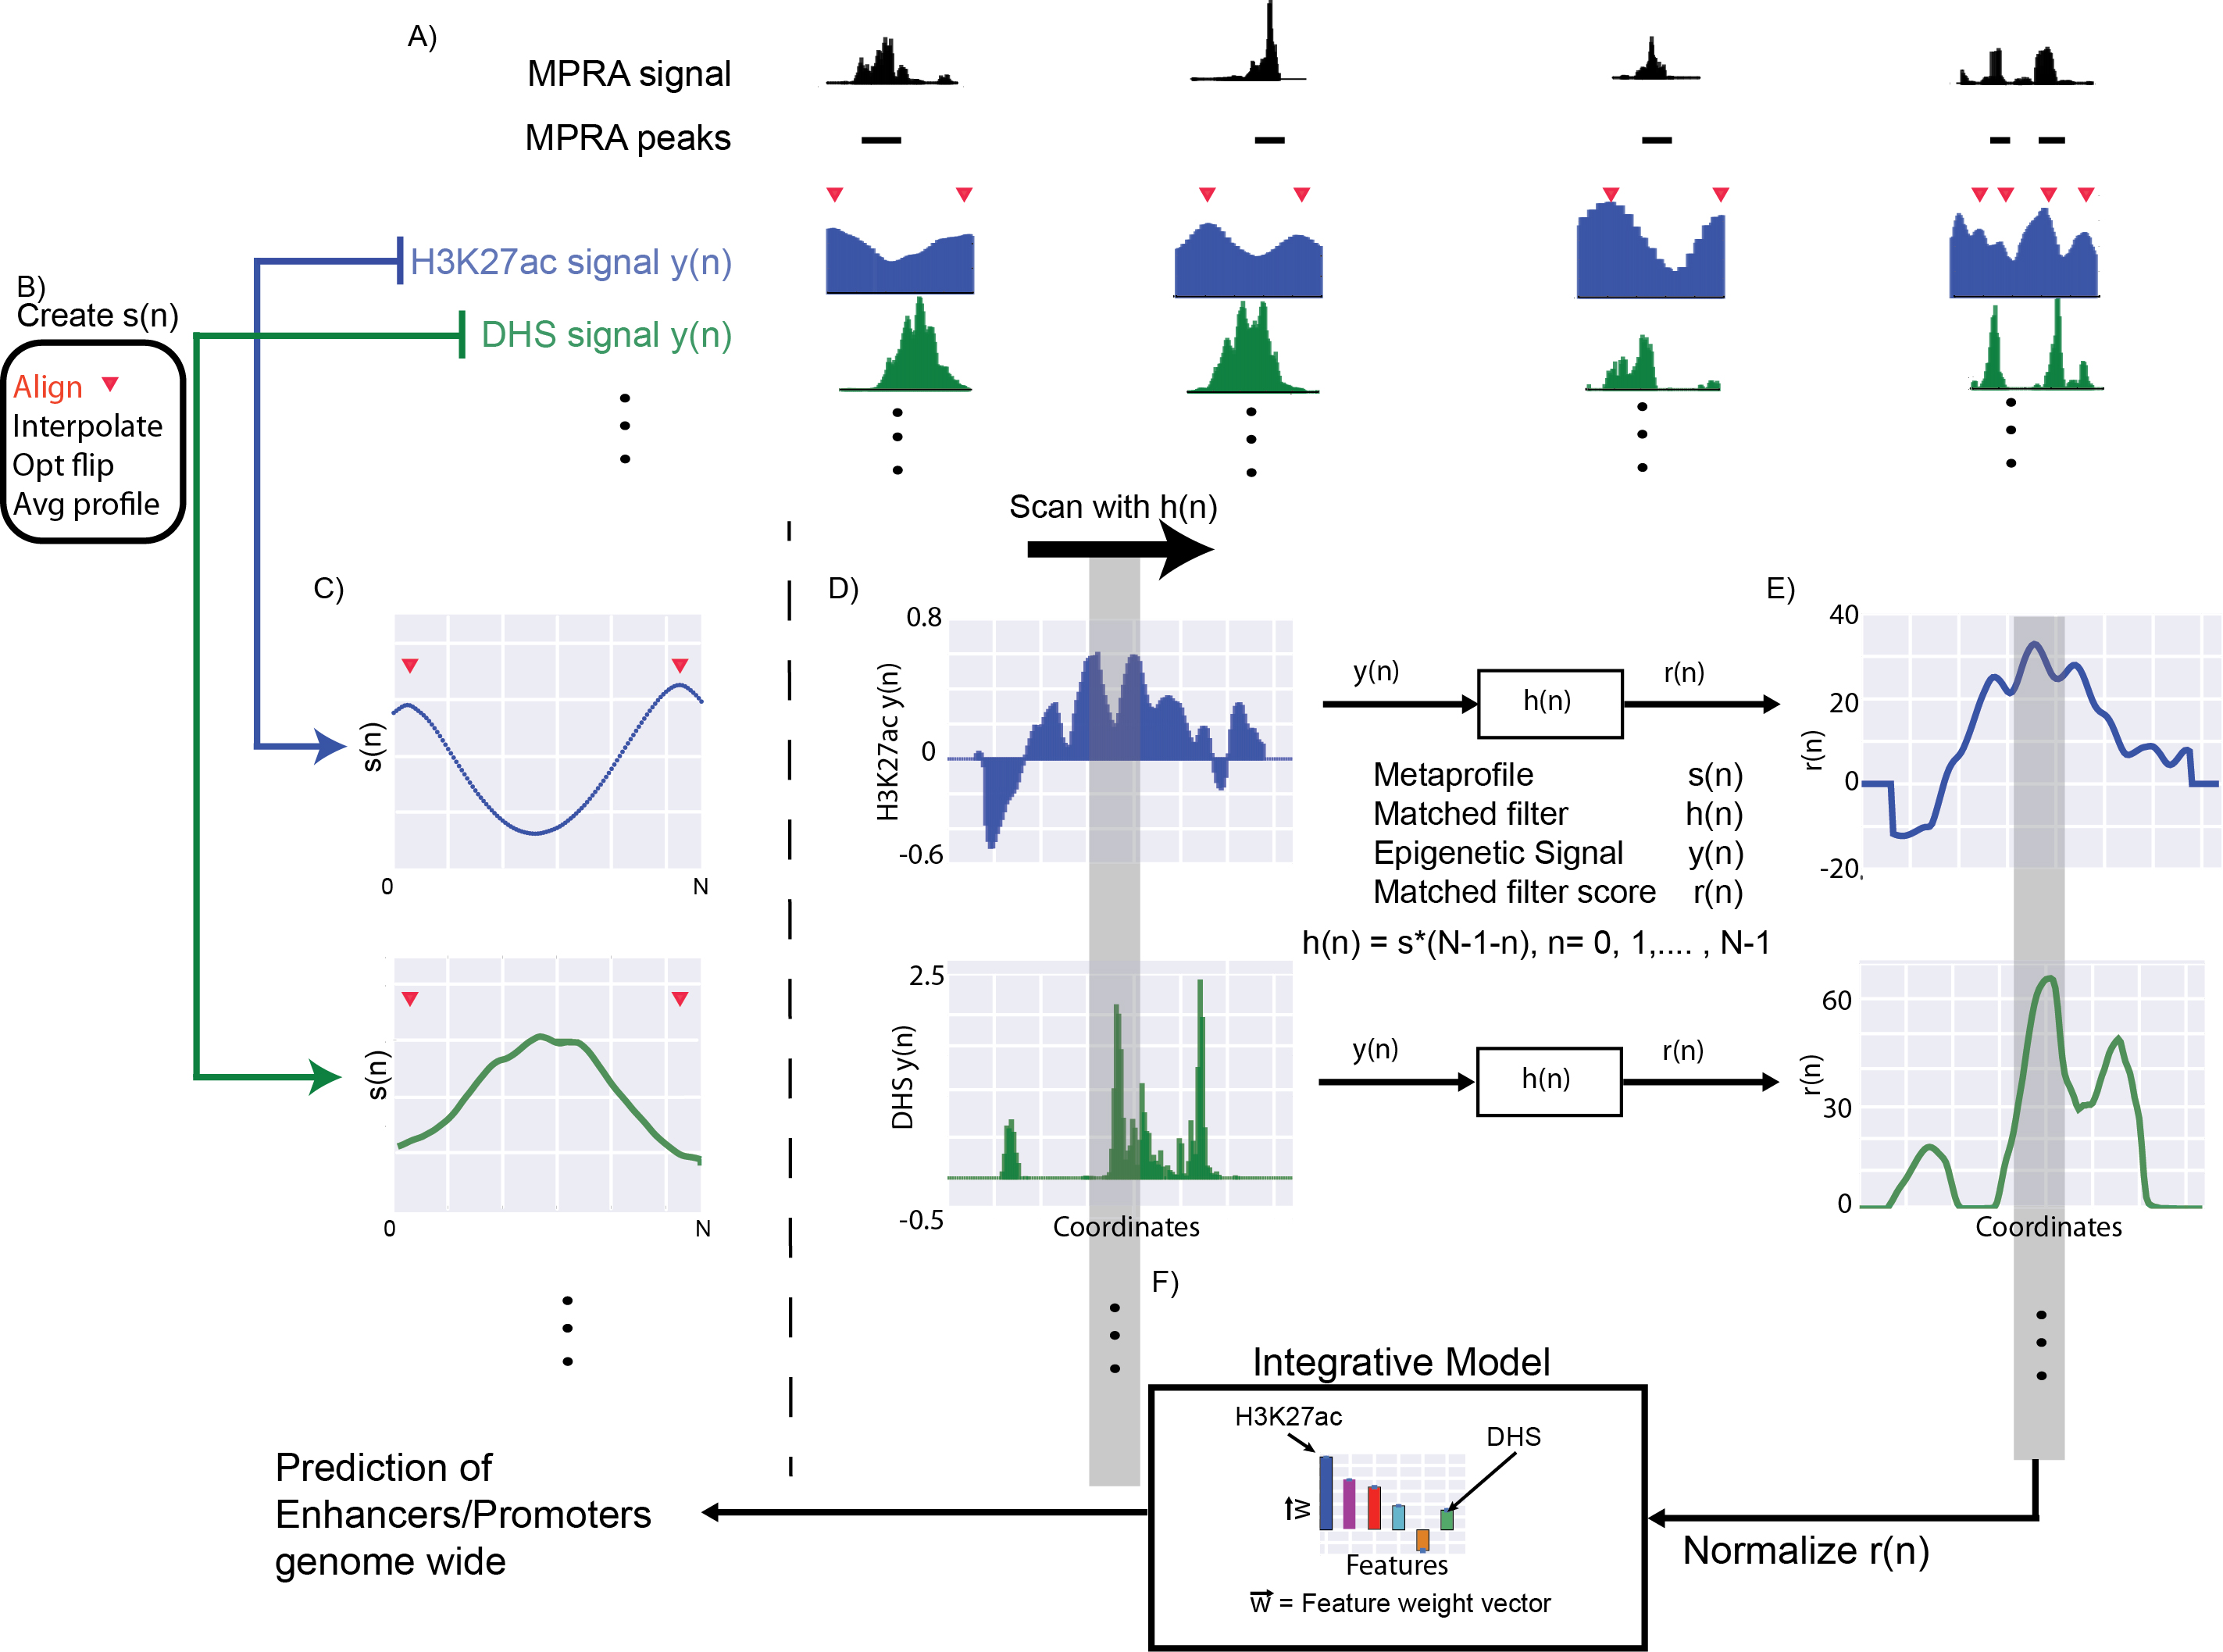 A)
MPRA signal
MPRA peaks
H3K27ac signal y(n)
DHS signal y(n)
B)
Create s(n)
Align
Interpolate
Opt flip
Avg profile
Scan with h(n)
C)
s(n)
0 N
s(n)
0 N
D)
0.8
0
-0.6
H3K27ac y(n)
2.5
-0.5
DHS y(n)
Coordinates
y(n) h(n) r(n)
Metaprofile s(n)
Matched filter h(n)
Epigenetic Signal y(n)
Matched filter score r(n)
h(n) = s*(N-1-n), n= 0, 1,.... , N-1
y(n) h(n) r(n)
E)
40
20
0
-20
r(n)
60
30
0
r(n)
Coordinates
F)
Integrative Model
H3K27ac
DHS
w
Features
w = Feature weight vector
Normalize r(n)
Prediction of
Enhancers/Promoters
genome wide